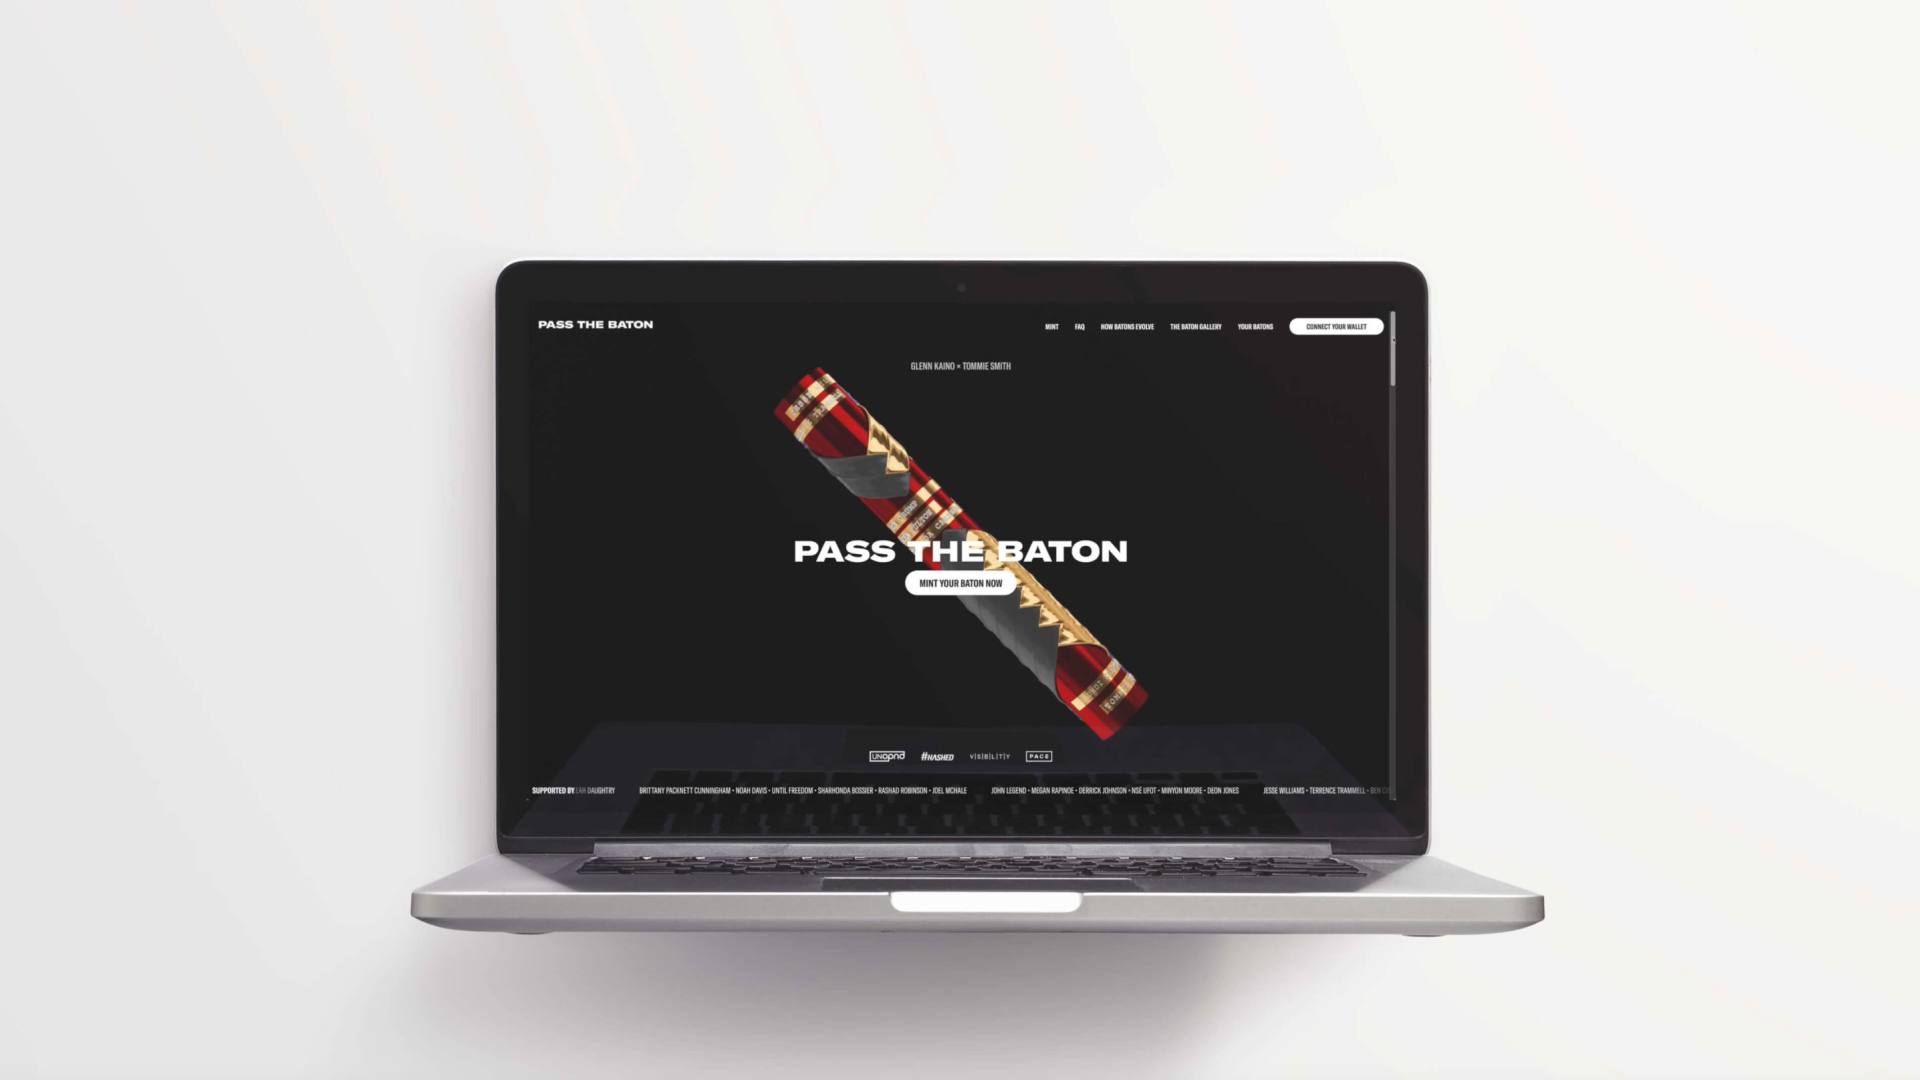 PASS THE BATON
MINT FAQ HOW BATONS EVOLVE THE BATON GALLERY YOUR BATONS CONNECT YOUR WALLET
GLENN KAINO × TOMMIE SMITH
PASS THE BATON
MINT YOUR BATON NOW
UNopnd #HASHED V|S|B|L|T|Y PACE
SUPPORTED BY LEAH DAUGHTRY BRITTANY PACKNETT CUNNINGHAM • NOAH DAVIS • UNTIL FREEDOM • SHARHONDA BOSSIER • RASHAD ROBINSON • JOEL MCHALE JOHN LEGEND • MEGAN RAPINOE • DERRICK JOHNSON • NSÉ UFOT • MINYON MOORE • DEON JONES JESSE WILLIAMS • TERRENCE TRAMMELL • BEN